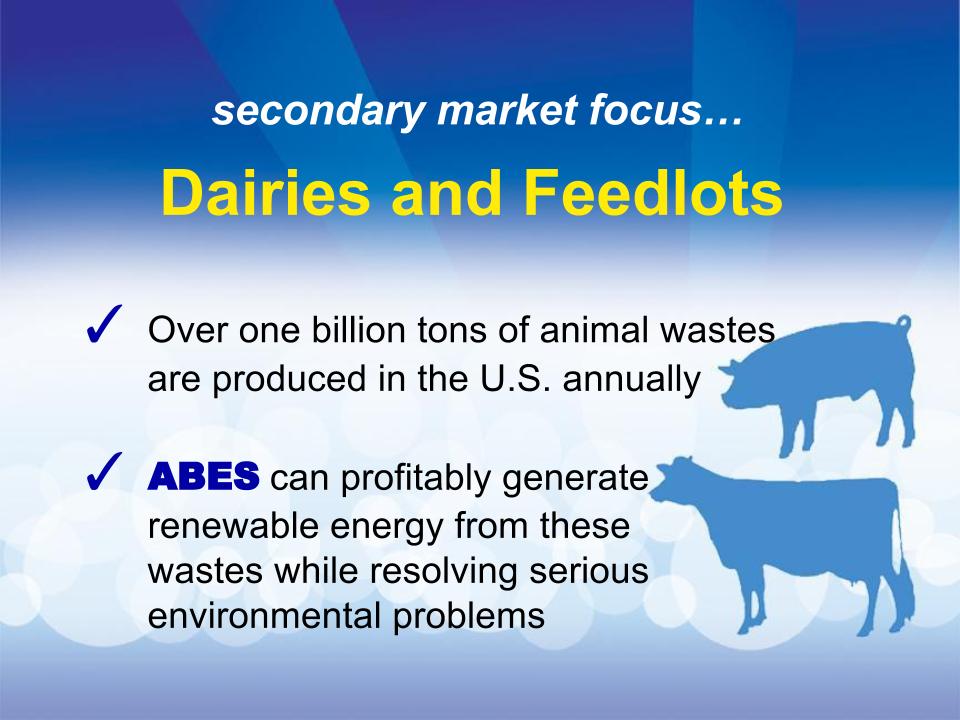 secondary market focus…
Dairies and Feedlots
✓ Over one billion tons of animal wastes
are produced in the U.S. annually
✓ ABES can profitably generate
renewable energy from these
wastes while resolving serious
environmental problems